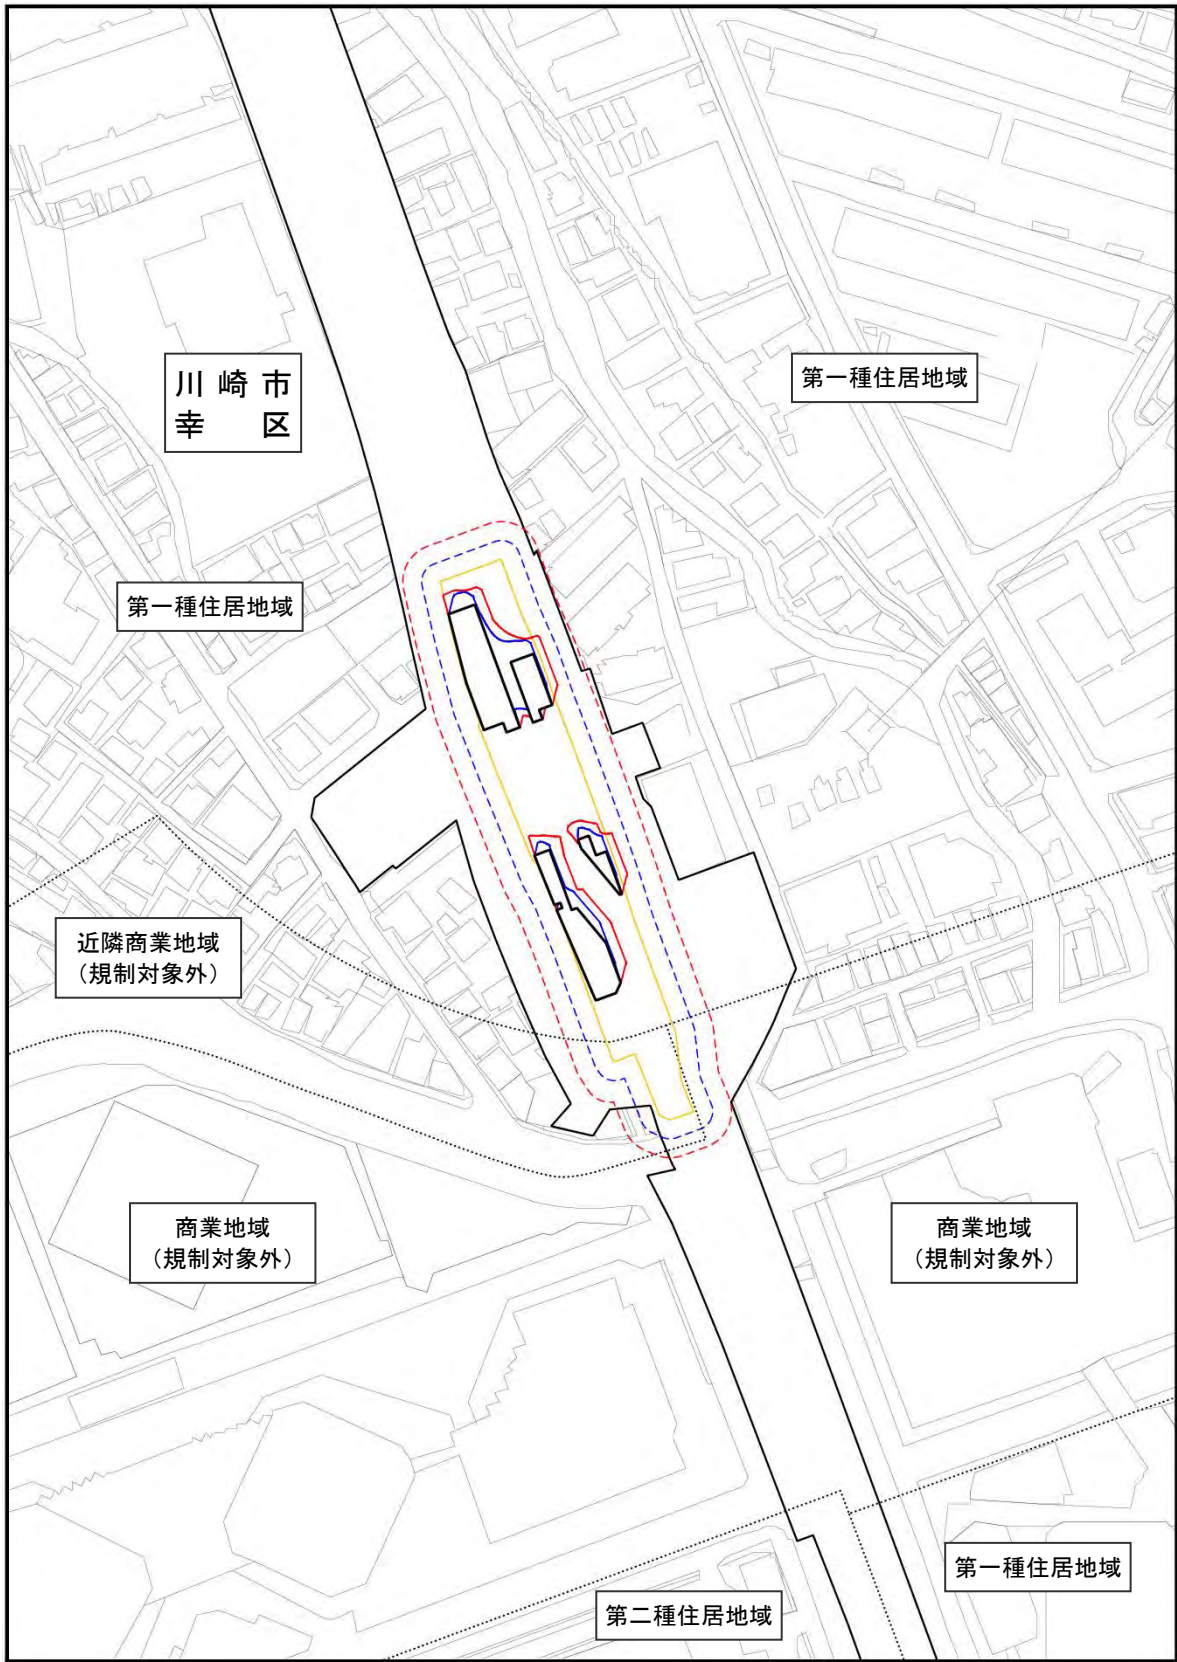 川崎市
幸 区
第一種住居地域
第一種住居地域
近隣商業地域
（規制対象外）
商業地域
（規制対象外）
商業地域
（規制対象外）
第一種住居地域
第二種住居地域